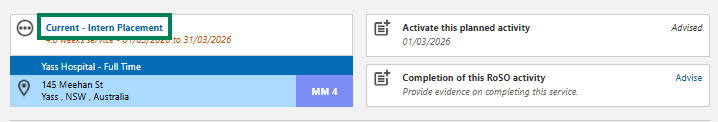 Current - Intern Placement
4.0 weeks service - 01/03/2026 to 31/03/2026
Yass Hospital - Full Time
145 Meehan St
Yass , NSW , Australia
MM 4
Activate this planned activity
Advised
01/03/2026
Completion of this RoSO activity
Advise
Provide evidence on completing this service.